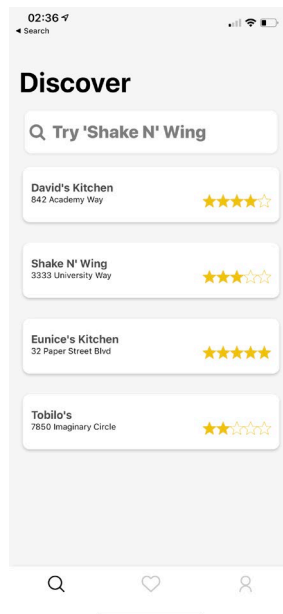 02:36
Search
Discover
Try 'Shake N' Wing
David's Kitchen
842 Academy Way
Shake N' Wing
3333 University Way
Eunice's Kitchen
32 Paper Street Blvd
Tobilo's
7850 Imaginary Circle